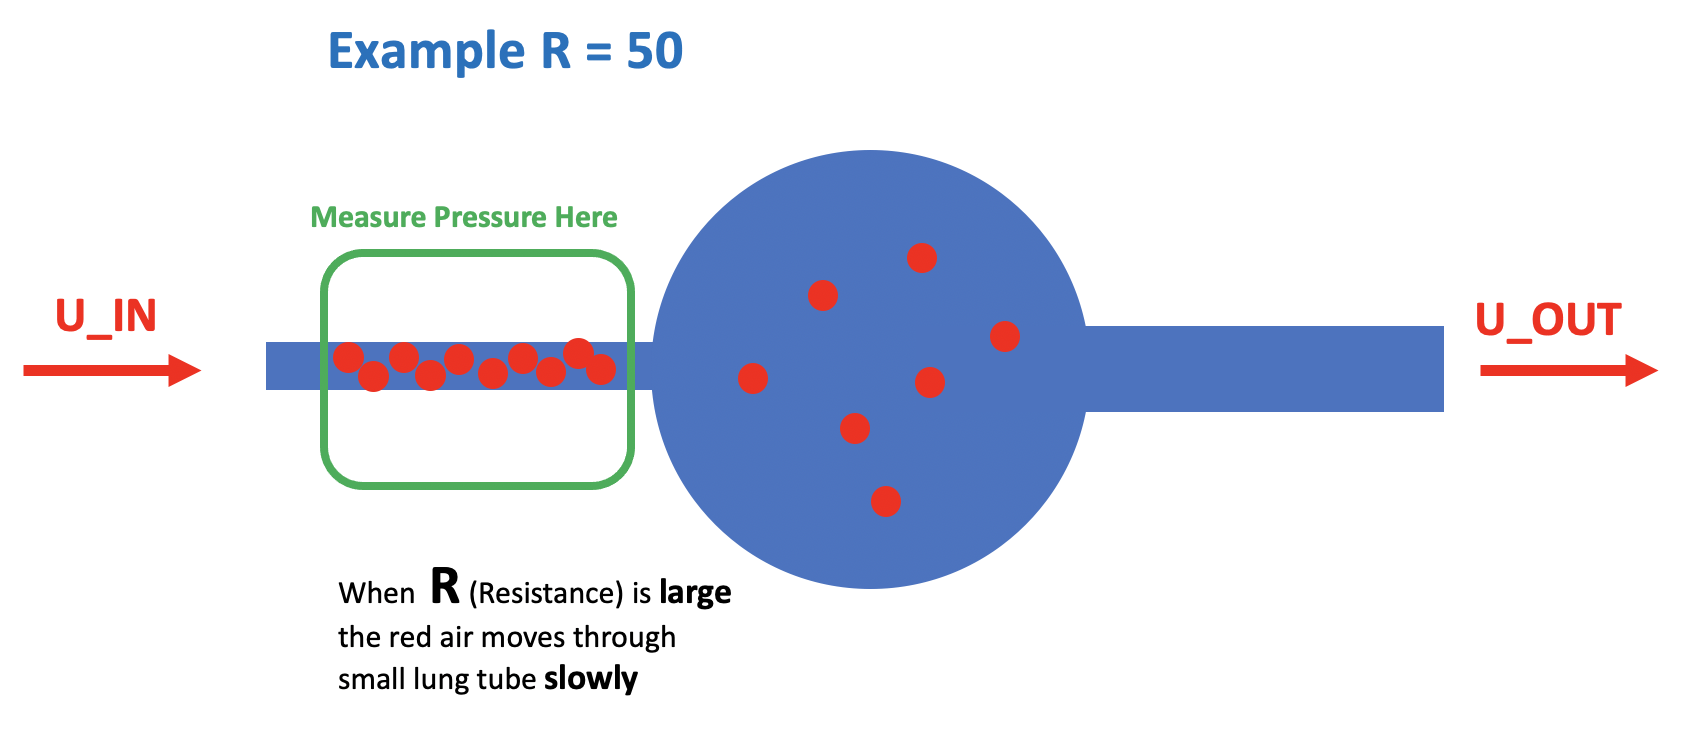 Example R = 50
Measure Pressure Here
U_IN
U_OUT
When R (Resistance) is large
the red air moves through
small lung tube slowly